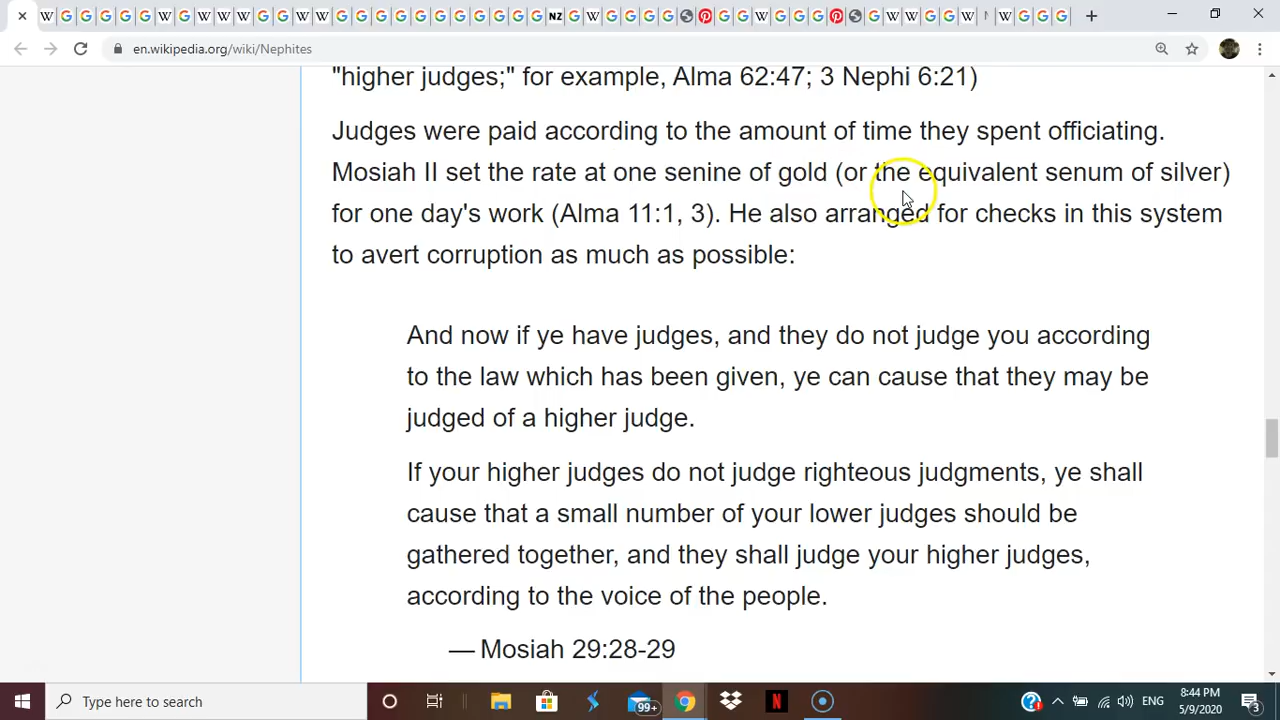 NZ
en.wikipedia.org/wiki/Nephites
"higher judges;" for example, Alma 62:47; 3 Nephi 6:21)
Judges were paid according to the amount of time they spent officiating.
Mosiah II set the rate at one senine of gold (or the equivalent senum of silver)
for one day's work (Alma 11:1, 3). He also arranged for checks in this system
to avert corruption as much as possible:
And now if ye have judges, and they do not judge you according
to the law which has been given, ye can cause that they may be
judged of a higher judge.
If your higher judges do not judge righteous judgments, ye shall
cause that a small number of your lower judges should be
gathered together, and they shall judge your higher judges,
according to the voice of the people.
— Mosiah 29:28-29
Type here to search
99+
N
ENG
8:44 PM
5/9/2020
3